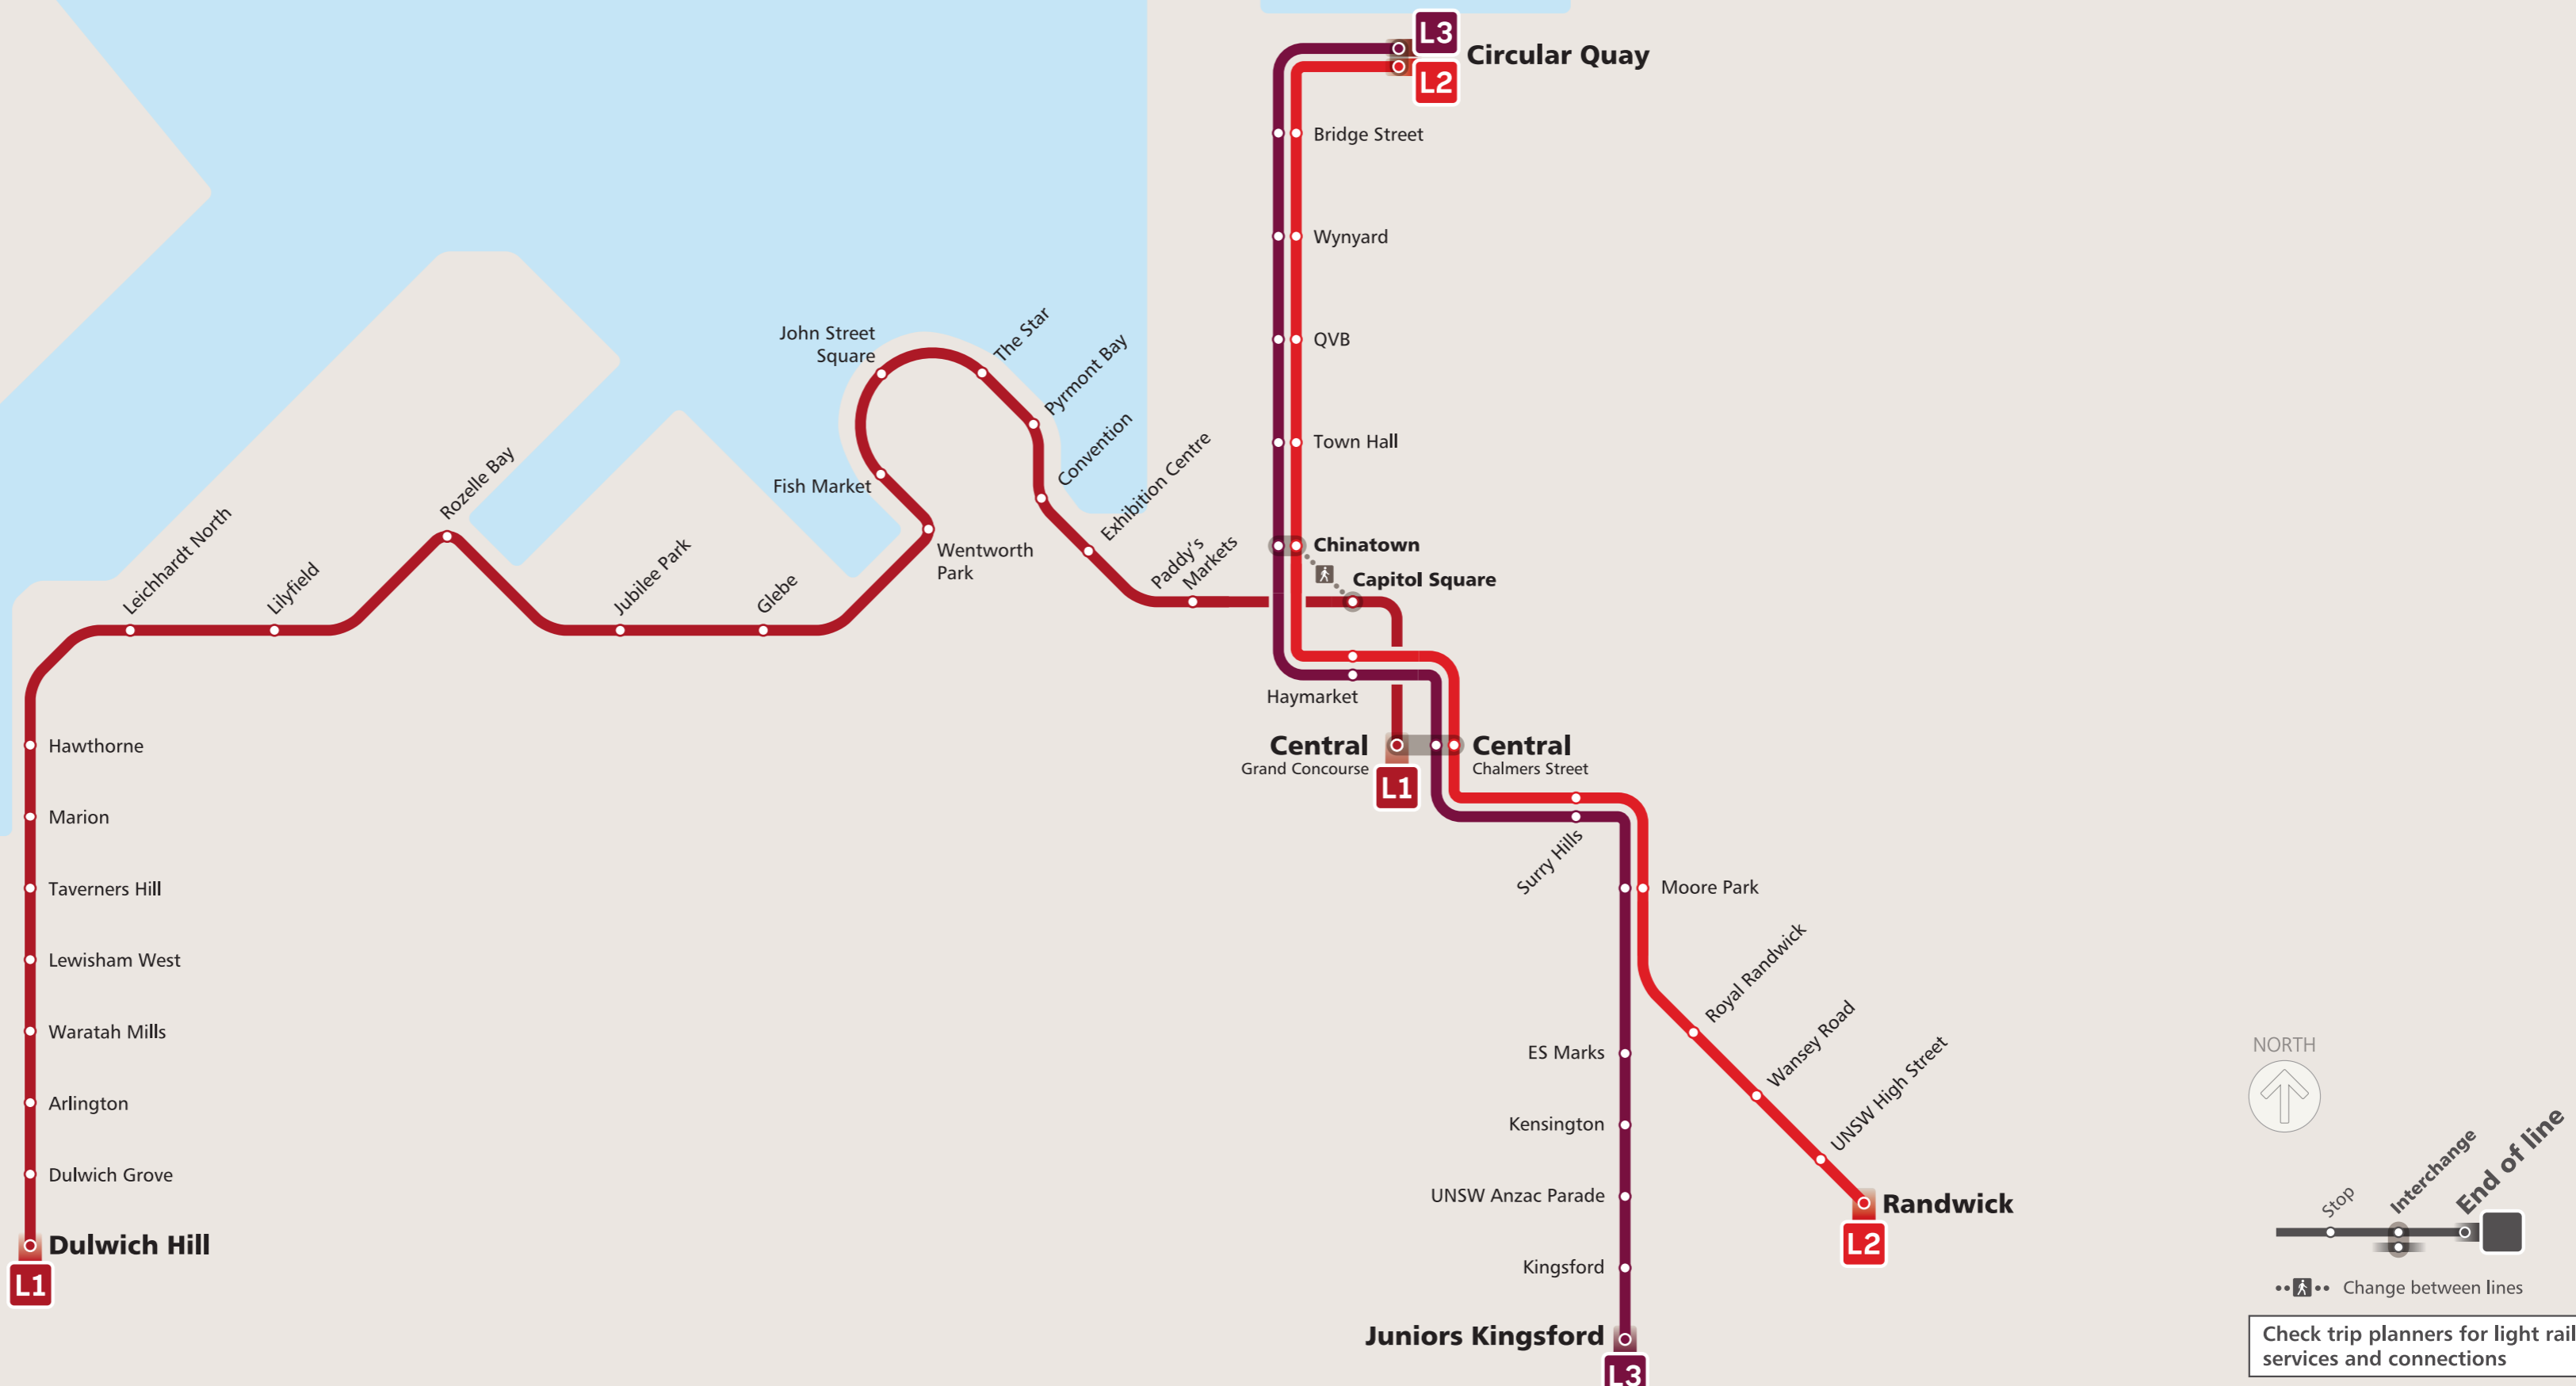 L3
Circular Quay
L2
Bridge Street
Wynyard
QVB
Town Hall
Chinatown
Capitol Square
Haymarket
Central
Grand Concourse
L1
Central
Chalmers Street
Surry Hills
Moore Park
Royal Randwick
Wansey Road
UNSW High Street
Randwick
L2
ES Marks
Kensington
UNSW Anzac Parade
Kingsford
Juniors Kingsford
L3
Paddy's
Markets
Exhibition Centre
Convention
Pyrmont Bay
The Star
John Street
Square
Fish Market
Wentworth
Park
Glebe
Jubilee Park
Rozelle Bay
Lilyfield
Leichhardt North
Hawthorne
Marion
Taverners Hill
Lewisham West
Waratah Mills
Arlington
Dulwich Grove
Dulwich Hill
L1
NORTH
Stop
Interchange
End of line
Change between lines
Check trip planners for light rail
services and connections